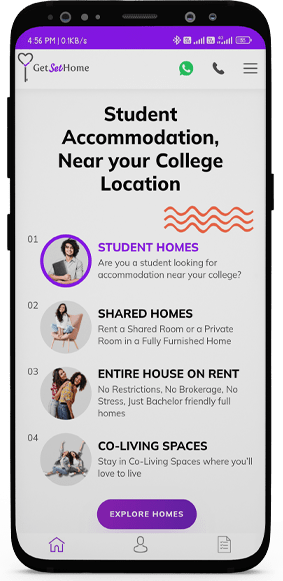 4:56 PM | 0.1KB/s
GetSetHome
Student
Accommodation,
Near your College
Location
01
STUDENT HOMES
Are you a student looking for
accommodation near your college?
02
SHARED HOMES
Rent a Shared Room or a Private
Room in a Fully Furnished Home
03
ENTIRE HOUSE ON RENT
No Restrictions, No Brokerage, No
Stress, Just Bachelor friendly full
homes
04
CO-LIVING SPACES
Stay in Co-Living Spaces where you'll
love to live
EXPLORE HOMES